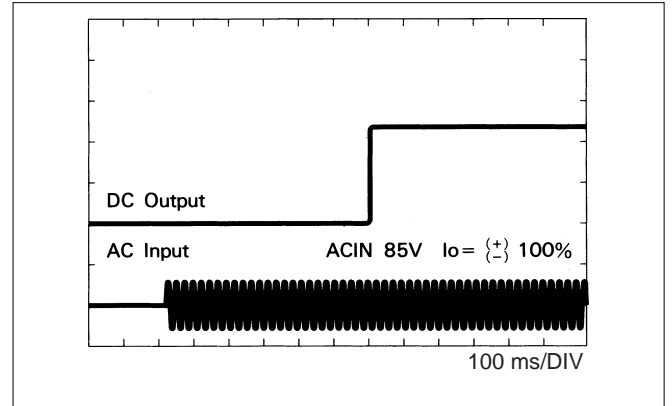 DC Output
AC Input ACIN 85V Io= (+) (−) 100%
100 ms/DIV